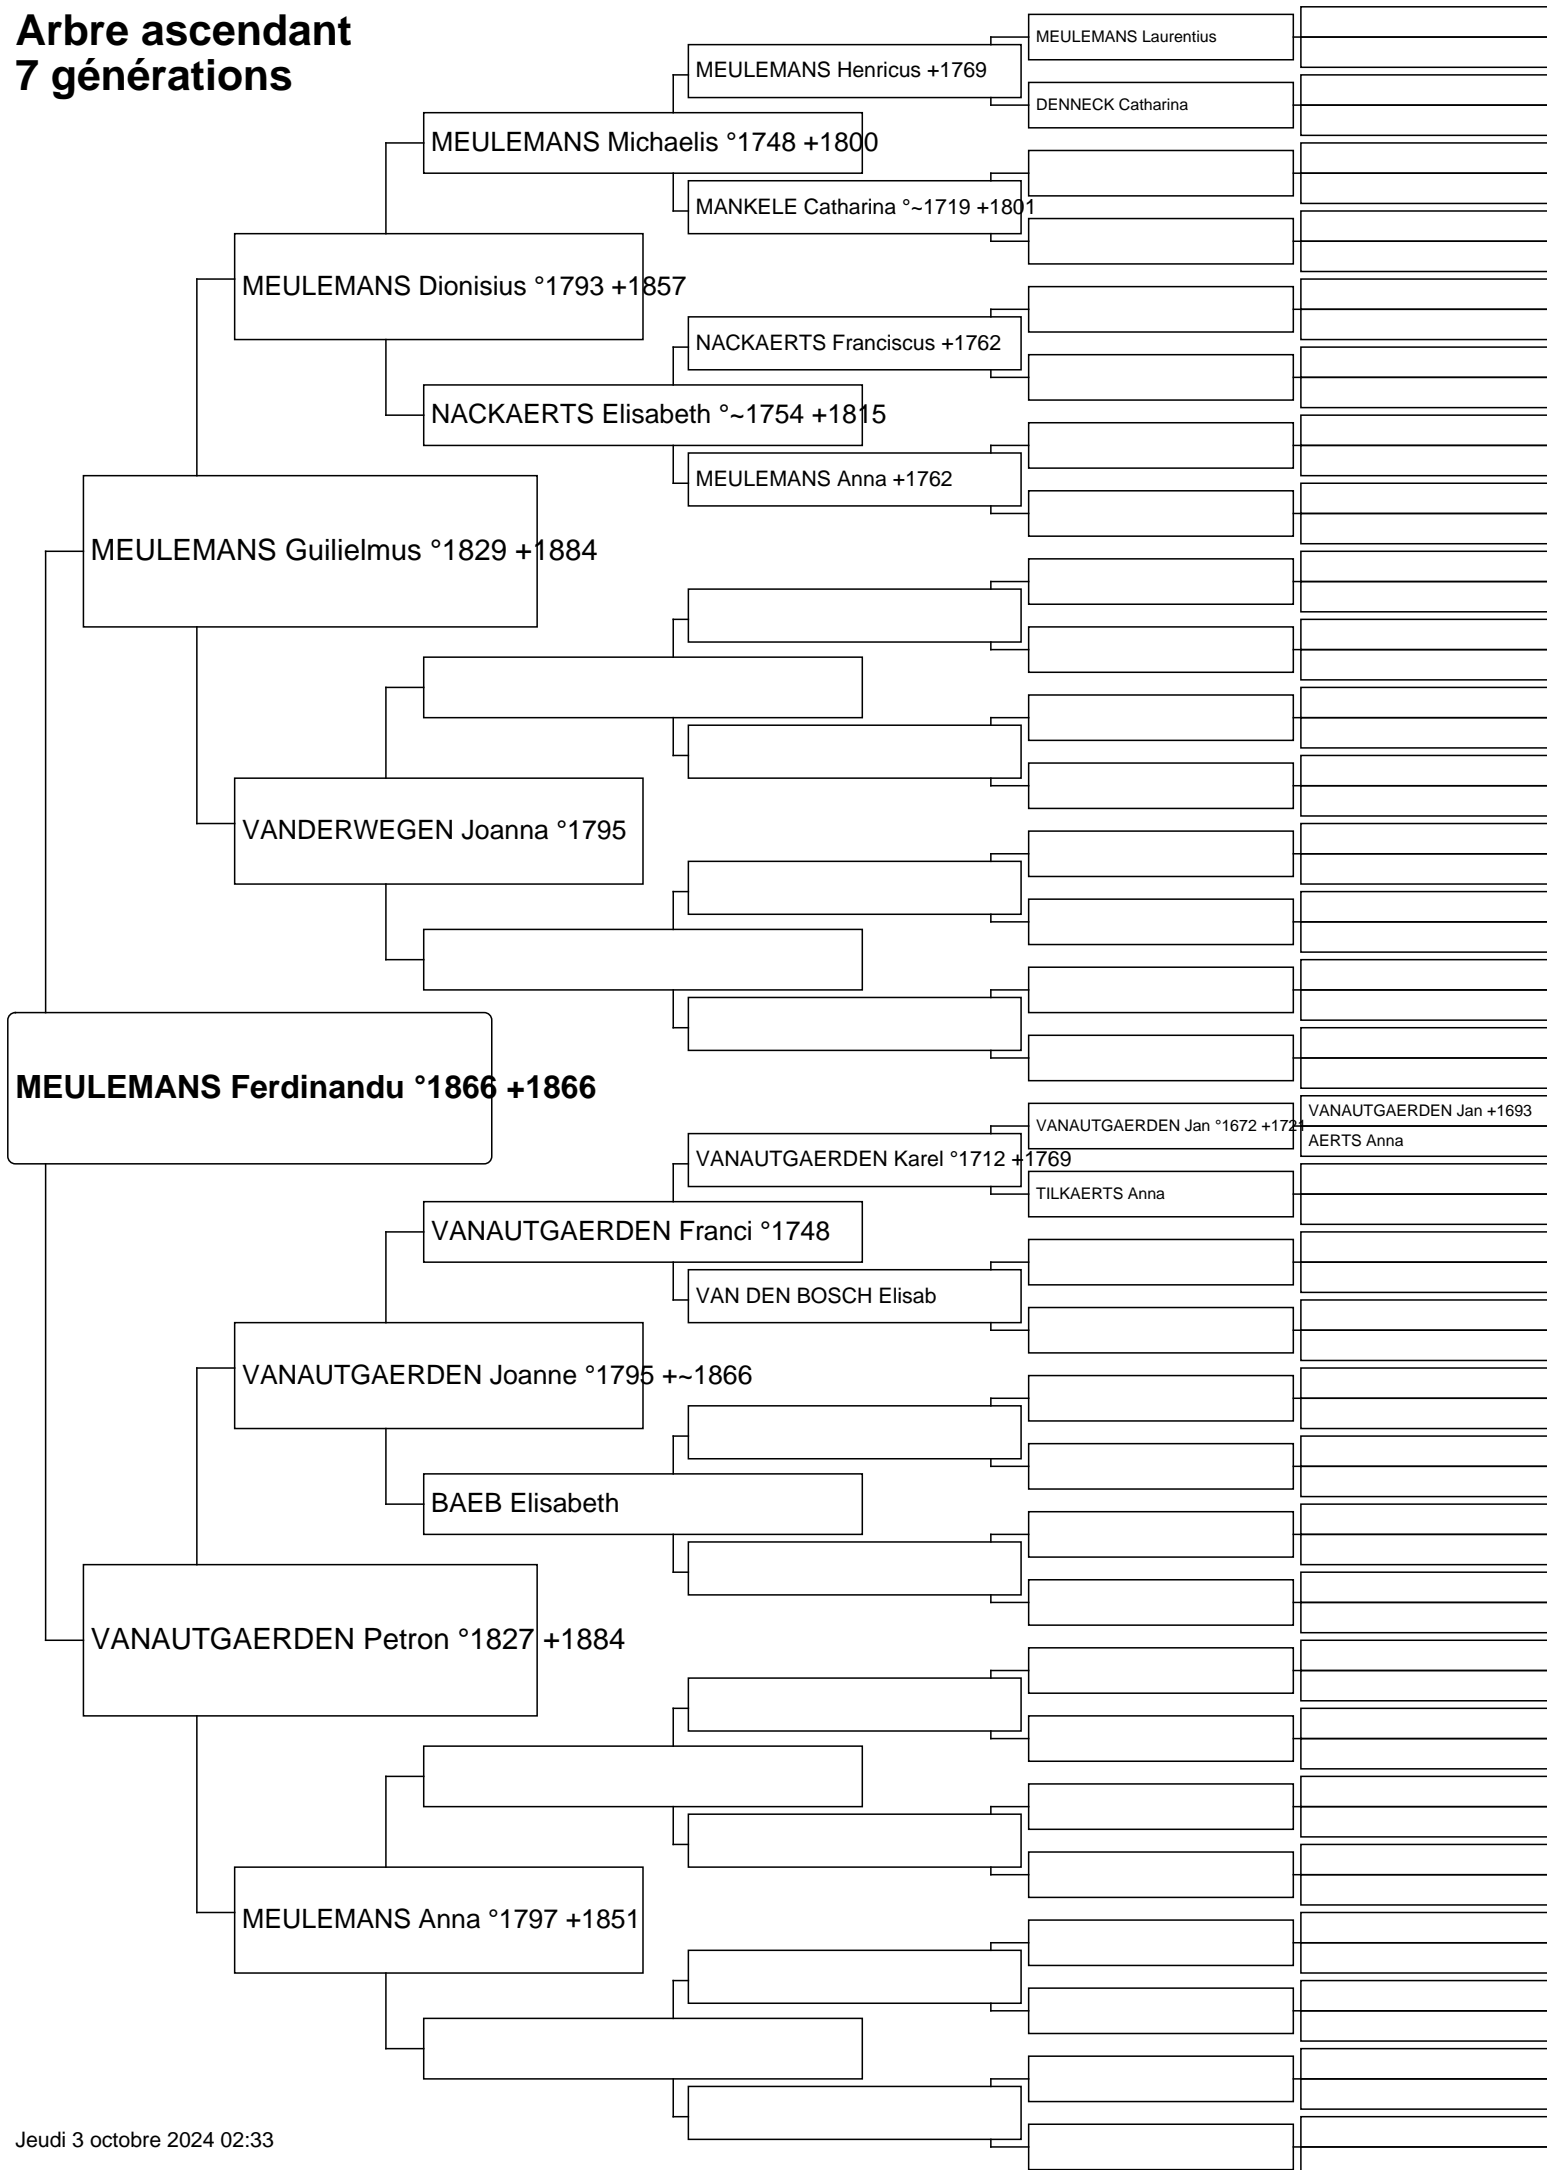 Arbre ascendant
7 générations
MEULEMANS Laurentius
MEULEMANS Henricus +1769
DENNECK Catharina
MEULEMANS Michaelis °1748 +1800
MANKELE Catharina °~1719 +1801
MEULEMANS Dionisius °1793 +1857
NACKAERTS Franciscus +1762
NACKAERTS Elisabeth °~1754 +1815
MEULEMANS Anna +1762
MEULEMANS Guilielmus °1829 +1884
VANDERWEGEN Joanna °1795
MEULEMANS Ferdinandu °1866 +1866
VANAUTGAERDEN Jan +1693
VANAUTGAERDEN Jan °1672 +1721
AERTS Anna
VANAUTGAERDEN Karel °1712 +1769
TILKAERTS Anna
VANAUTGAERDEN Franci °1748
VAN DEN BOSCH Elisab
VANAUTGAERDEN Joanne °1795 +~1866
BAEB Elisabeth
VANAUTGAERDEN Petron °1827 +1884
MEULEMANS Anna °1797 +1851
Jeudi 3 octobre 2024 02:33